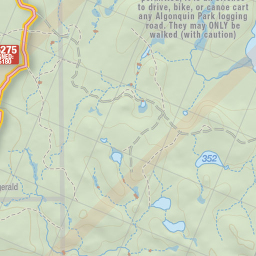 to drive, bike, or canoe cart
any Algonquin Park logging
road. They may ONLY be
walked (with caution)
275
352
gerald